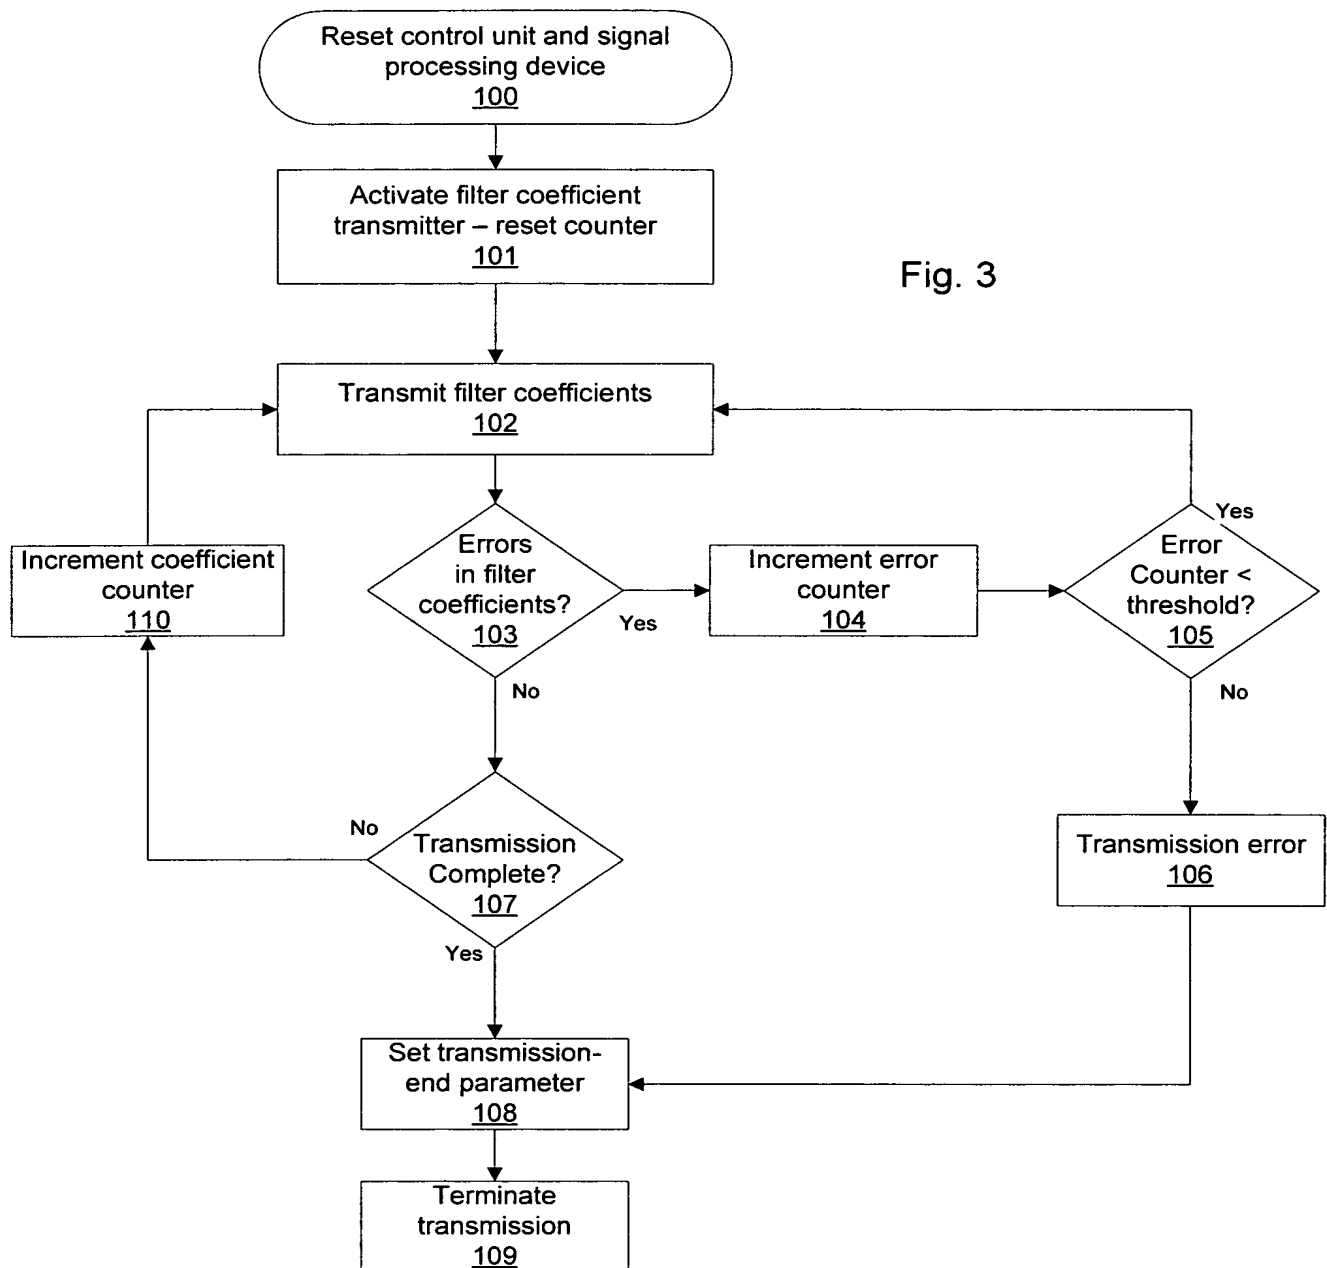 Reset control unit and signal
processing device
100
Activate filter coefficient
transmitter – reset counter
101
Fig. 3
Transmit filter coefficients
102
Errors
in filter
coefficients?
103
Yes
No
Increment error
counter
104
Yes
Error
Counter <
threshold?
105
No
Increment coefficient
counter
110
Transmission error
106
No
Transmission
Complete?
107
Yes
Set transmission-
end parameter
108
Terminate
transmission
109